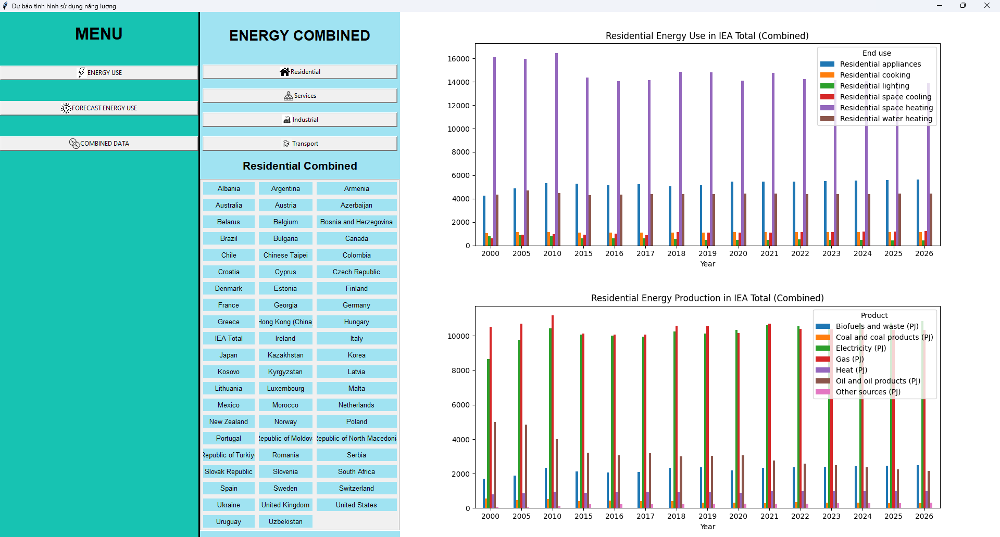 Dự báo tình hình sử dụng năng lượng
MENU
ENERGY USE
FORECAST ENERGY USE
COMBINED DATA
ENERGY COMBINED
Residential
Services
Industrial
Transport
Residential Combined
Albania Argentina Armenia
Australia Austria Azerbaijan
Belarus Belgium Bosnia and Herzegovina
Brazil Bulgaria Canada
Chile Chinese Taipei Colombia
Croatia Cyprus Czech Republic
Denmark Estonia Finland
France Georgia Germany
Greece Hong Kong (China Hungary
IEA Total Ireland Italy
Japan Kazakhstan Korea
Kosovo Kyrgyzstan Latvia
Lithuania Luxembourg Malta
Mexico Morocco Netherlands
New Zealand Norway Poland
Portugal Republic of Moldov Republic of North Macedoni
Republic of Türkiy Romania Serbia
Slovak Republic Slovenia South Africa
Spain Sweden Switzerland
Ukraine United Kingdom United States
Uruguay Uzbekistan
Residential Energy Use in IEA Total (Combined)
16000
14000
12000
10000
8000
6000
4000
2000
0
End use
Residential appliances
Residential cooking
Residential lighting
Residential space cooling
Residential space heating
Residential water heating
2000 2005 2010 2015 2016 2017 2018 2019 2020 2021 2022 2023 2024 2025 2026
Year
Residential Energy Production in IEA Total (Combined)
10000
8000
6000
4000
2000
0
Product
Biofuels and waste (PJ)
Coal and coal products (PJ)
Electricity (PJ)
Gas (PJ)
Heat (PJ)
Oil and oil products (PJ)
Other sources (PJ)
2000 2005 2010 2015 2016 2017 2018 2019 2020 2021 2022 2023 2024 2025 2026
Year